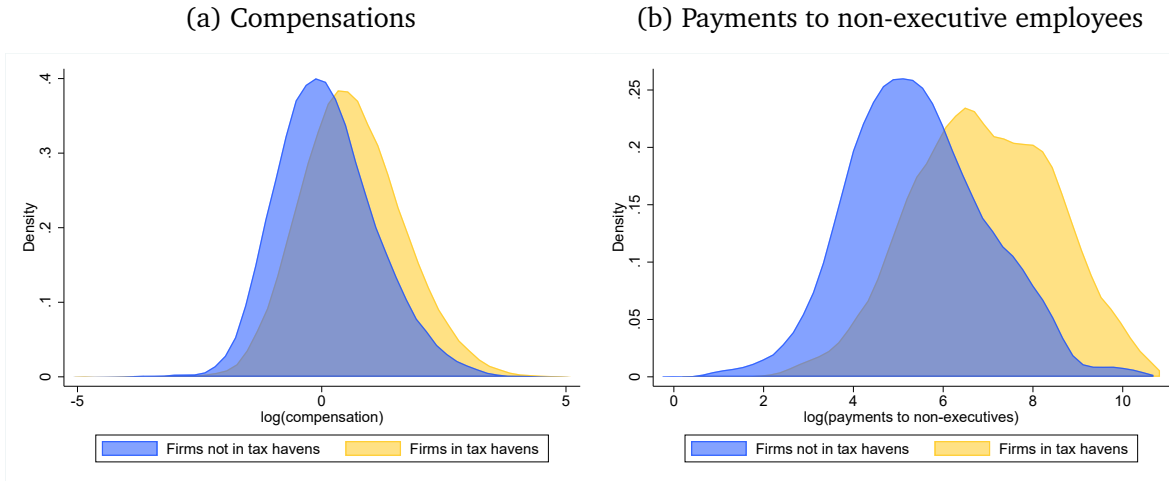 (a) Compensations
Density
0
.1
.2
.3
.4
-5
0
5
log(compensation)
Firms not in tax havens
Firms in tax havens
(b) Payments to non-executive employees
Density
0
.05
.1
.15
.2
.25
0
2
4
6
8
10
log(payments to non-executives)
Firms not in tax havens
Firms in tax havens